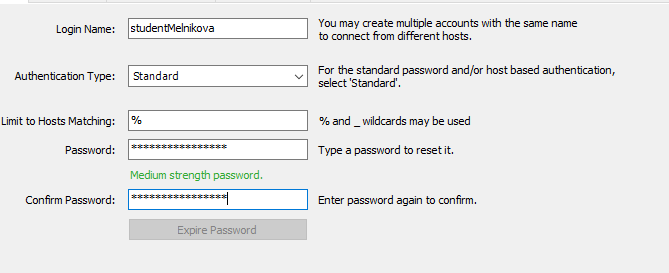 Login Name: studentMelnikova You may create multiple accounts with the same name
to connect from different hosts.
Authentication Type: Standard For the standard password and/or host based authentication,
select 'Standard'.
Limit to Hosts Matching: % % and _ wildcards may be used
Password: **************** Type a password to reset it.
Medium strength password.
Confirm Password: **************** Enter password again to confirm.
Expire Password